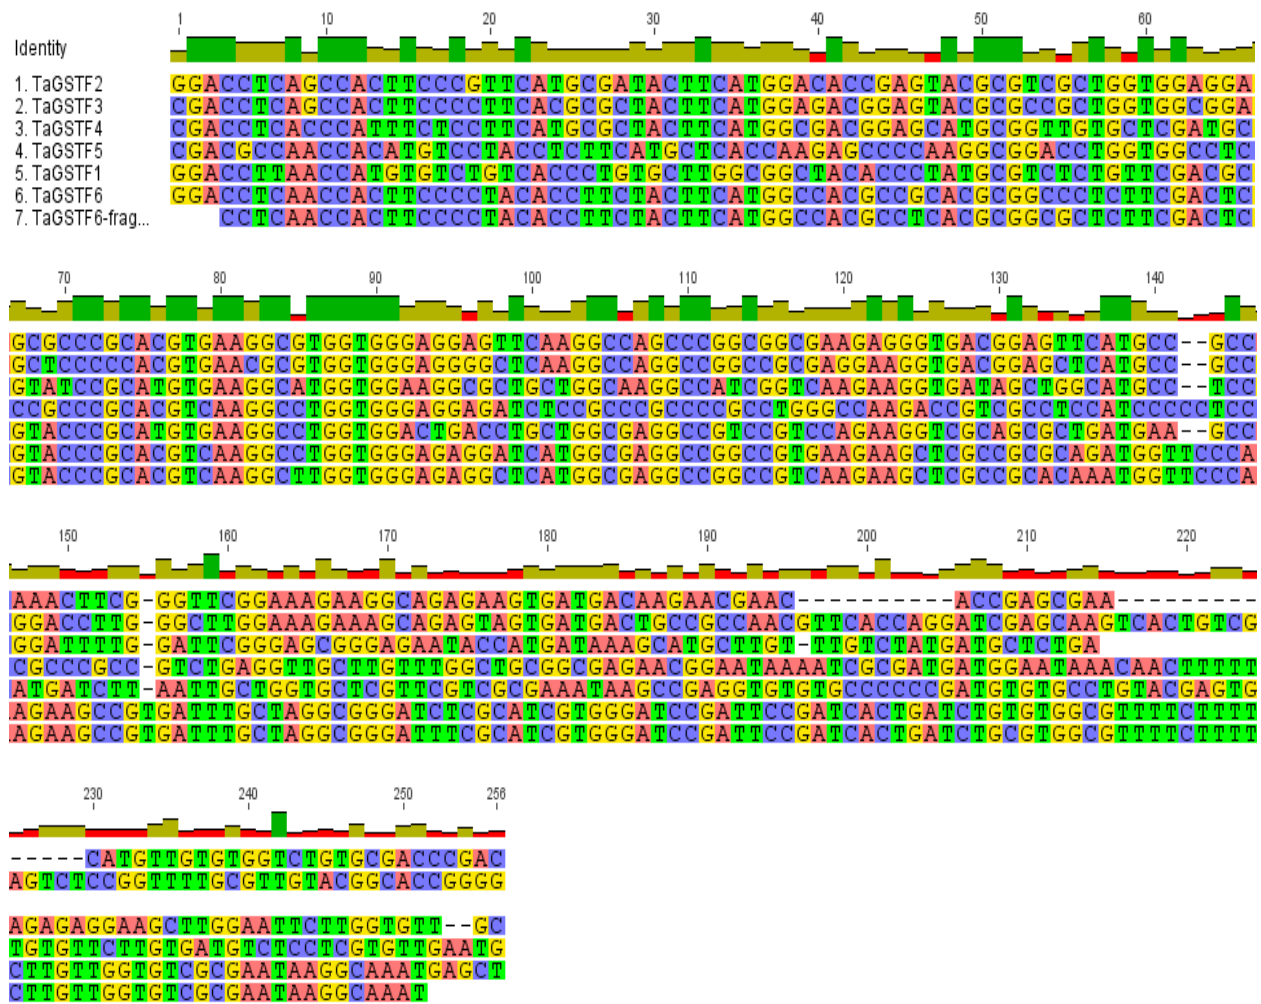 1 10 20 30 40 50 60
Identity
1. TaGSTF2 GGACCTCAGCCACTTCCCGTTCATGCGATACTTCATGGACACCGAGTACGCGTCGCTGGTGGAGGA
2. TaGSTF3 CGACCTCAGCCACTTCCCCTTCACGCGCTACTTCATGGAGACGGAGTACGCGCCGCTGGTGGCGGA
3. TaGSTF4 CGACCTCACCCATTTCTCCTTCATGCGCTACTTCATGGCGACGGAGCATGCGGTTGTGCTCGATGC
4. TaGSTF5 CGACGCCAACCACATGTCCTACCTCTTCATGCTCACCAAGAGCCCCAAGGCGGACCTGGTGGCCTC
5. TaGSTF1 GGACCTTAACCATGTGTCTGTCACCCTGTGCTTGGCGGCTACACCCTATGCGTCTCTGTTCGACGC
6. TaGSTF6 GGACCTCAACCACTTCCCCTACACCTTCTACTTCATGGCCACGCCGCACGCGGCCCTCTTCGACTC
7. TaGSTF6-frag... CCTCAACCACTTCCCCTACACCTTCTACTTCATGGCCACGCCTCACGCGGCGCTCTTCGACTC
70 80 90 100 110 120 130 140
GCGCCCGCACGTGAAGGCGTGGTGGGAGGAGTTCAAGGCCAGCCCGGCGGCGAAGAGGGTGACGGAGTTCATGCC--GCC
GCTCCCCCACGTGAACGCGTGGTGGGAGGGGCTCAAGGCCAGGCCGGCCGCGAGGAAGGTGACGGAGCTCATGCC--GCC
GTATCCGCATGTGAAGGCATGGTGGGAAGGCGCTGCTGGCAAGGCCATCGGTCAAGAAGGTGATAGCTGGCATGCC--TCC
CCGCCCGCACGTCAAGGCCTGGTGGGAGGAGATCTCCGCCCGCCCCGCCTGGGCCAAGACCGTCGCCTCCATCCCCCTCC
GTACCCGCATGTGAAGGCCTGGTGGACTGACCTGCTGGCGAGGCCGTCCGTCCAGAAGGTCGCAGCGCTGATGAA--GCC
GTACCCGCACGTCAAGGCCTGGTGGGAGAGGATCATGGCGAGGCCGGCCGTGAAGAAGCTCGCCGCGCAGATGGTTCCCA
GTACCCGCACGTCAAGGCTTGGTGGGAGAGGCTCATGGCGAGGCCGGCCGTCAAGAAGCTCGCCGCACAAATGGTTCCCA
150 160 170 180 190 200 210 220
AAACTTCG-GGTTCGGAAAGAAGGCAGAGAAGTGATGACAAGAACGAAC----------ACCGAGCGAA---------
GGACCTTG-GGCTTGGAAAGAAAGCAGAGTAGTGATGACTGCCGCCAACGTTCACCAGGATCGAGCAAGTCACTGTCG
GGATTTTG-GATTCGGGAGCGGGAGAATACCATGATAAAGCATGCTTGT-TTGTCTATGATGCTCTGA
CGCCCGCC-GTCTGAGGTTGCTTGTTTGGCTGCGGCGAGAACGGAATAAAATCGCGATGATGGAATAAACAACTTTTT
ATGATCTT-AATTGCTGGTGCTCGTTCGTCGCGAAATAAGCCGAGGTGTGTGCCCCCCGATGTGTGCCTGTACGAGTG
AGAAGCCGTGATTTGCTAGGCGGGATCTCGCATCGTGGGATCCGATTCCGATCACTGATCTGTGTGGCGTTTTCTTTT
AGAAGCCGTGATTTGCTAGGCGGGATTTCGCATCGTGGGATCCGATTCCGATCACTGATCTGCGTGGCGTTTTCTTTT
230 240 250 256
-----CATGTTGTGTGGTCTGTGCGACCCGAC
AGTCTCCGGTTTTGCGTTGTACGGCACCGGGG
AGAGAGGAAGCTTGGAATTCTTGGTGTT--GC
TGTGTTCTTGTGATGTCTCCTCGTGTTGAATG
CTTGTTGGTGTCGCGAATAAGGCAAATGAGCT
CTTGTTGGTGTCGCGAATAAGGCAAAT